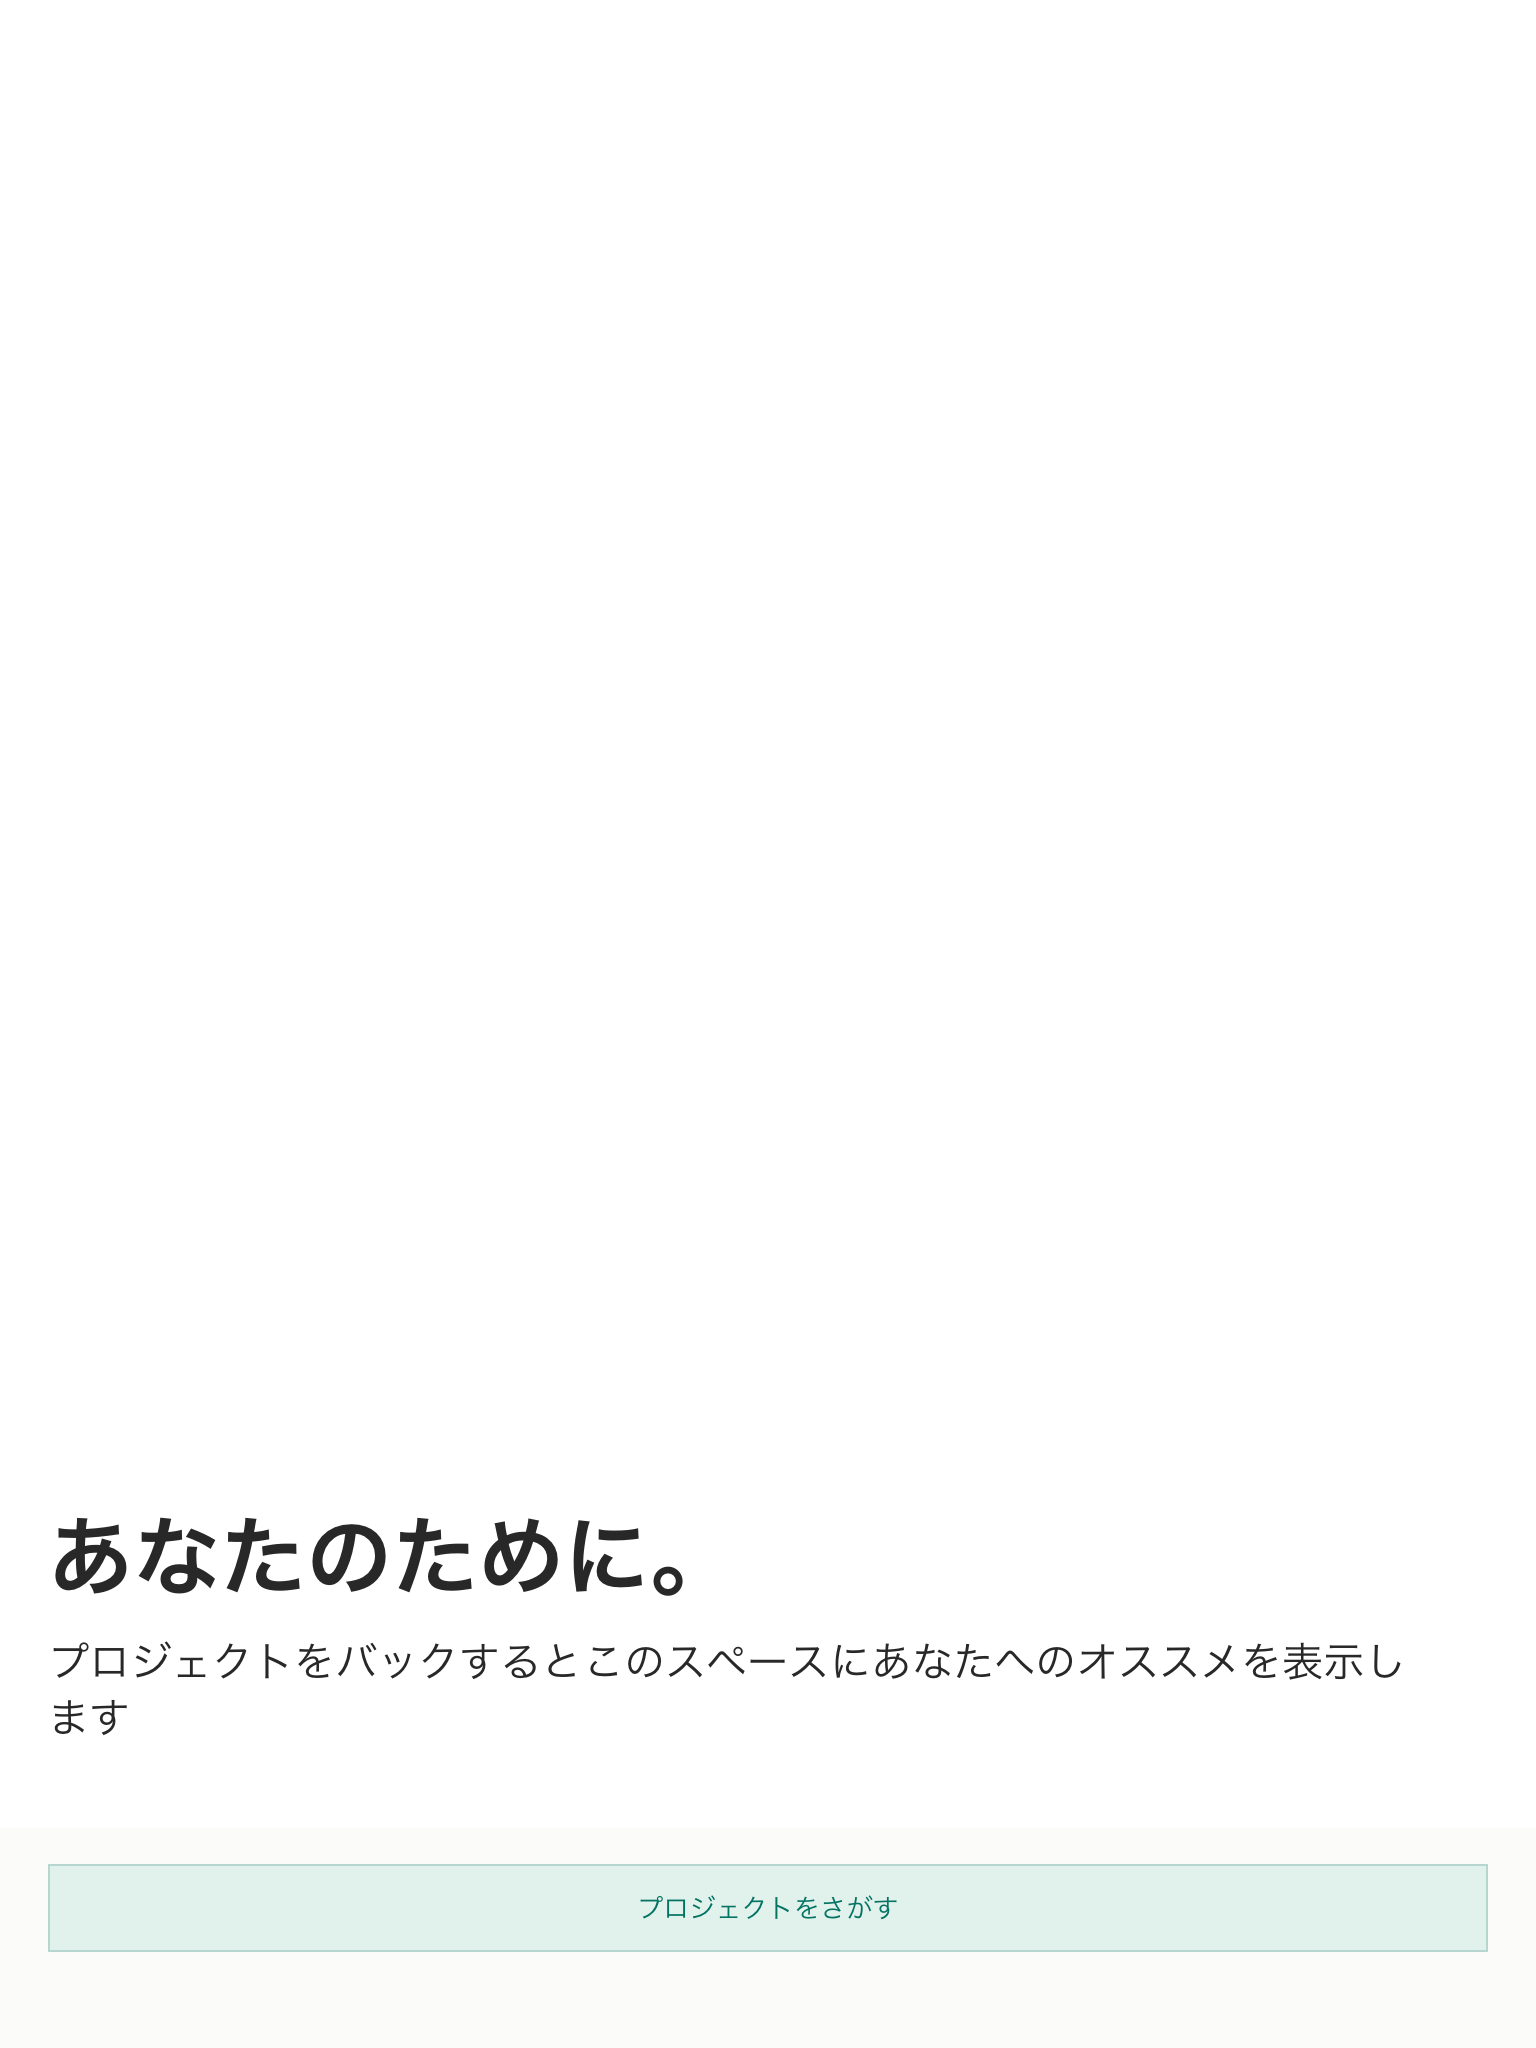 あなたのために。
プロジェクトをバックするとこのスペースにあなたへのオススメを表示し
ます
プロジェクトをさがす